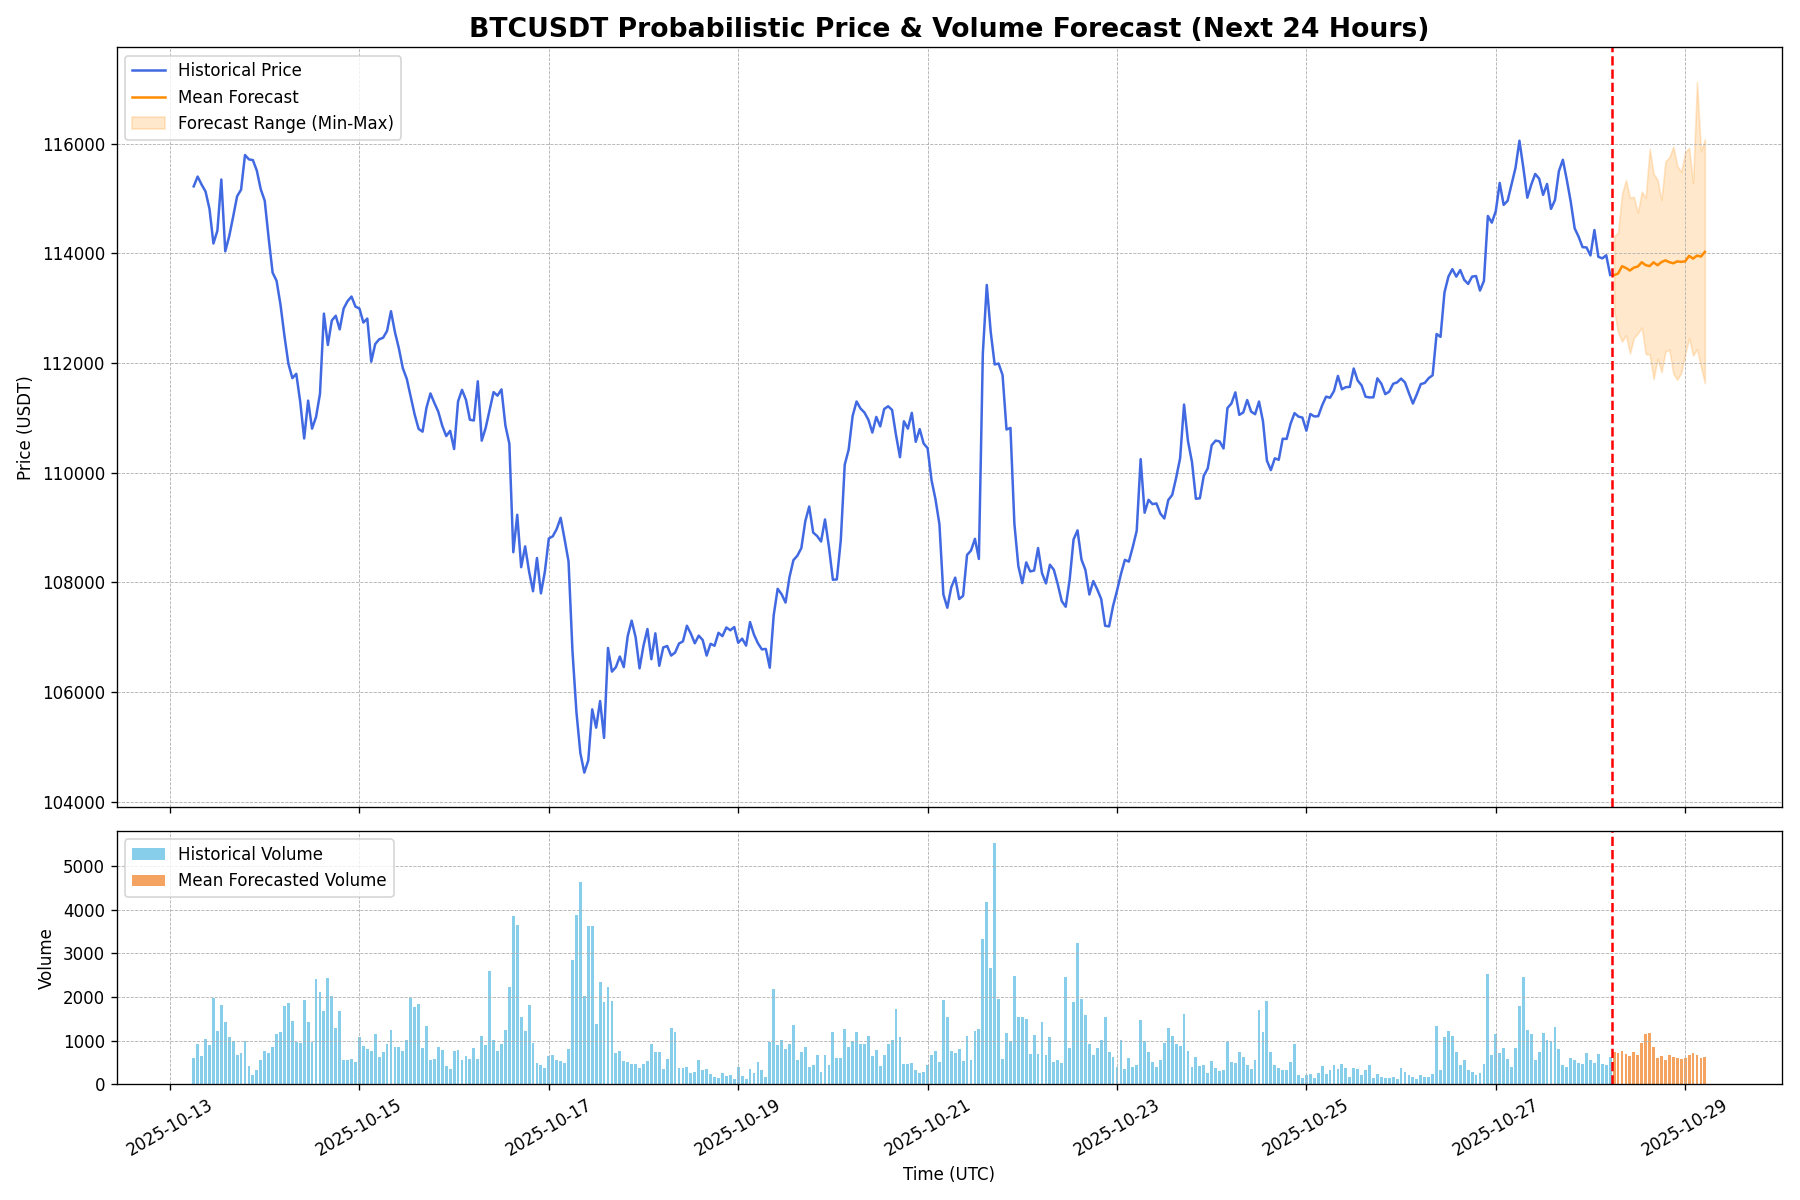 BTCUSDT Probabilistic Price & Volume Forecast (Next 24 Hours)
Historical Price
Mean Forecast
Forecast Range (Min-Max)
116000
114000
112000
110000
108000
106000
104000
Price (USDT)
Historical Volume
Mean Forecasted Volume
5000
4000
3000
2000
1000
0
Volume
2025-10-13
2025-10-15
2025-10-17
2025-10-19
2025-10-21
2025-10-23
2025-10-25
2025-10-27
2025-10-29
Time (UTC)